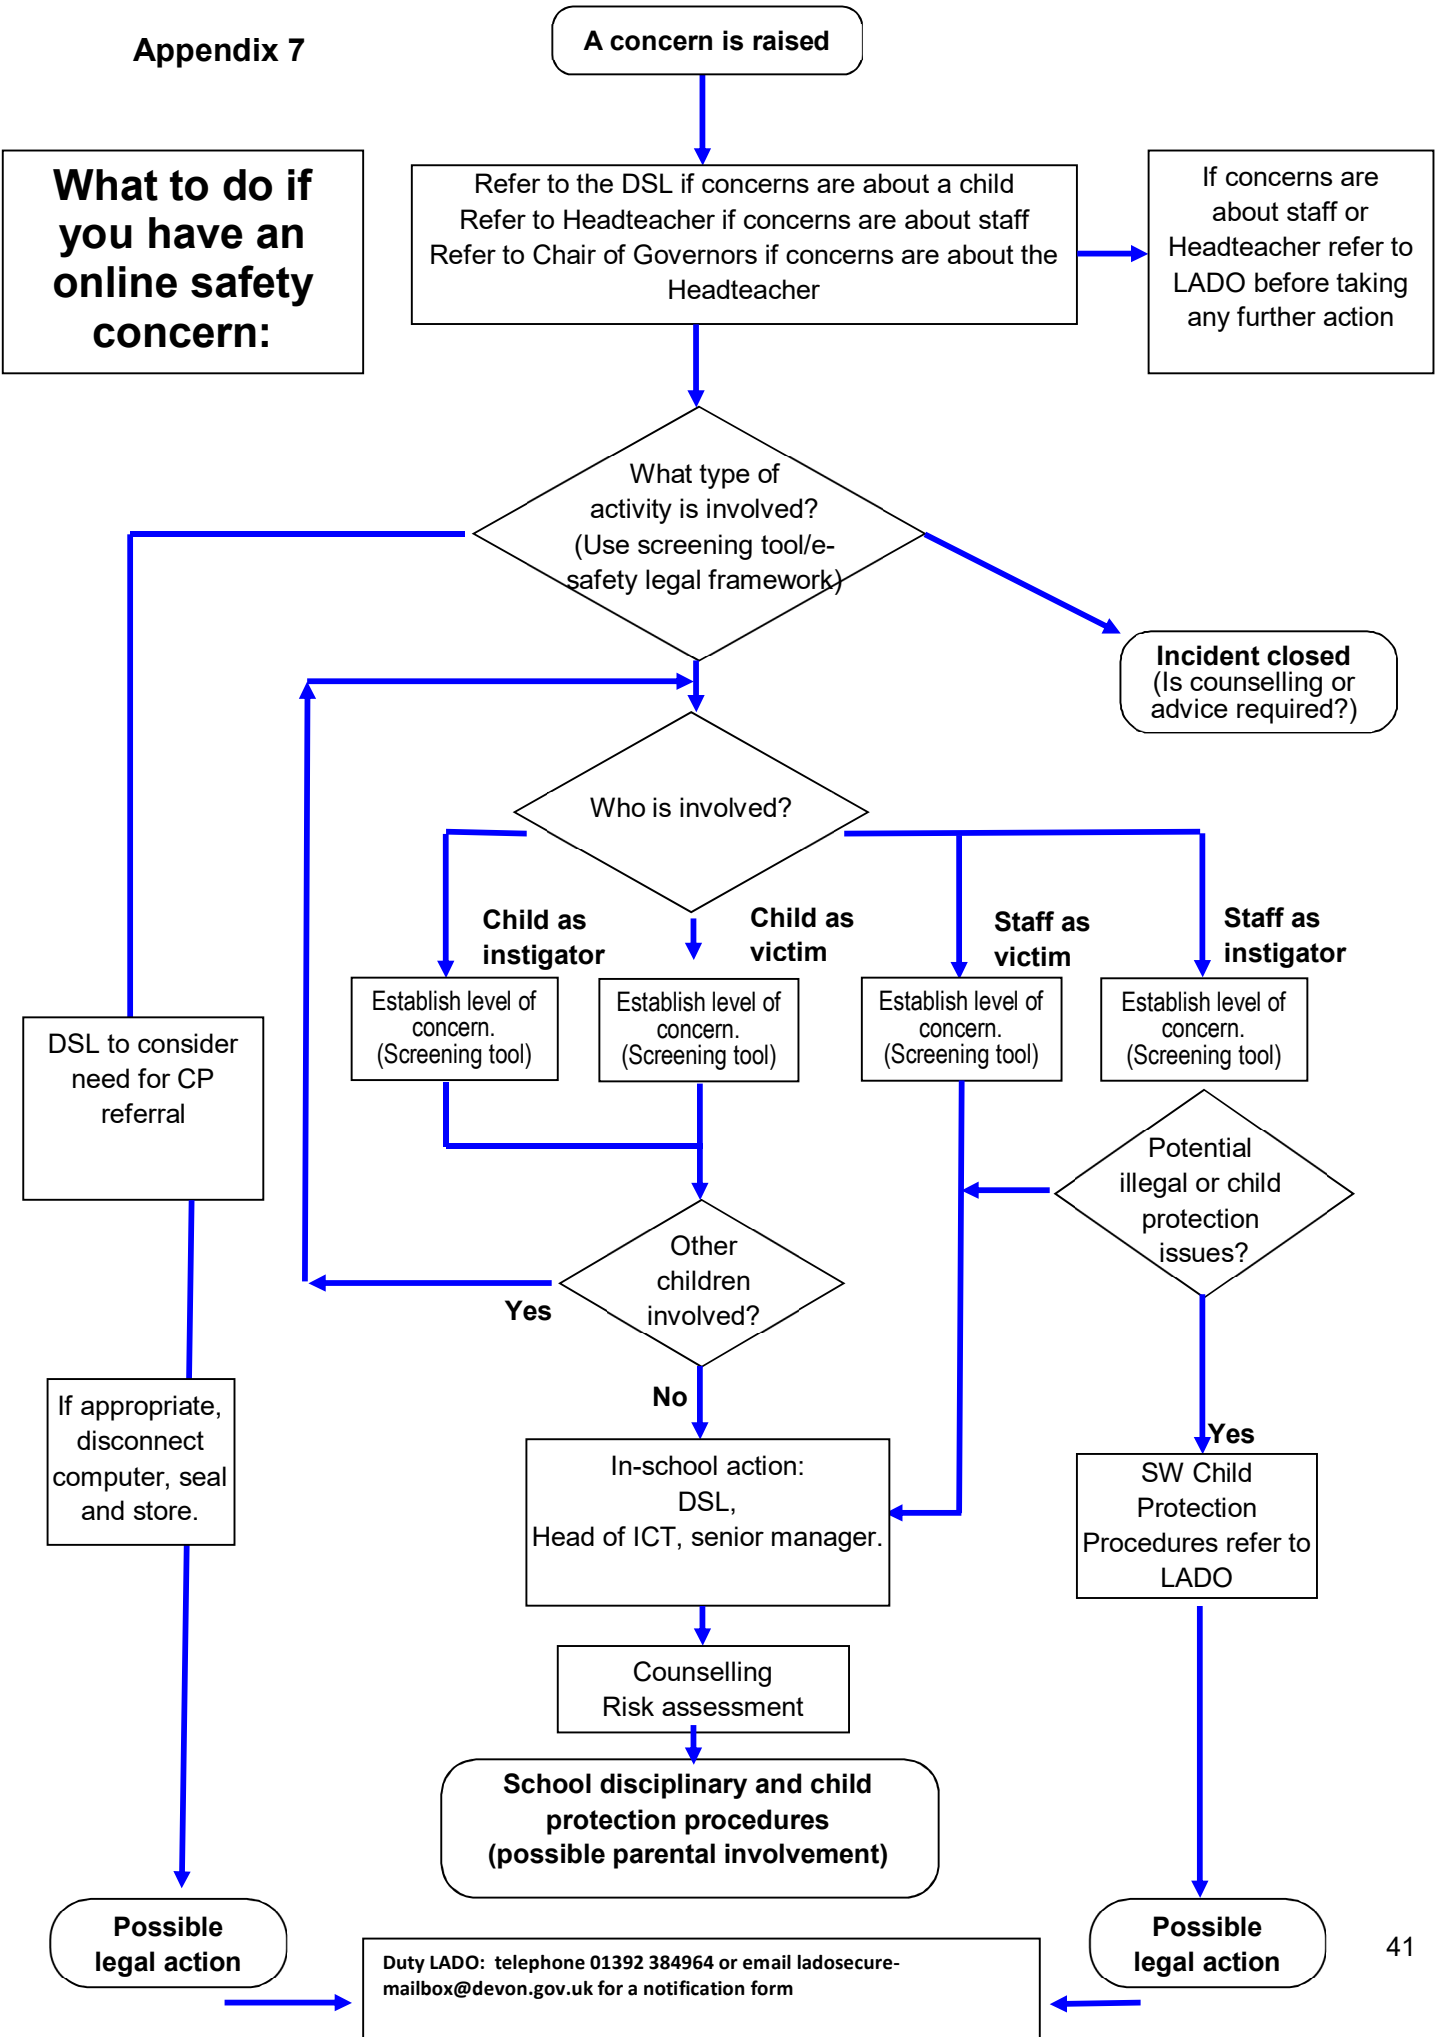 Appendix 7
A concern is raised
What to do if
you have an
online safety
concern:
Refer to the DSL if concerns are about a child
Refer to Headteacher if concerns are about staff
Refer to Chair of Governors if concerns are about the
Headteacher
If concerns are
about staff or
Headteacher refer to
LADO before taking
any further action
What type of
activity is involved?
(Use screening tool/e-
safety legal framework)
Incident closed
(Is counselling or
advice required?)
Who is involved?
Child as
instigator
Child as
victim
Staff as
victim
Staff as
instigator
Establish level of
concern.
(Screening tool)
Establish level of
concern.
(Screening tool)
Establish level of
concern.
(Screening tool)
Establish level of
concern.
(Screening tool)
DSL to consider
need for CP
referral
Potential
illegal or child
protection
issues?
Other
children
involved?
Yes
No
If appropriate,
disconnect
computer, seal
and store.
In-school action:
DSL,
Head of ICT, senior manager.
Yes
SW Child
Protection
Procedures refer to
LADO
Counselling
Risk assessment
School disciplinary and child
protection procedures
(possible parental involvement)
Possible
legal action
Possible
legal action
Duty LADO: telephone 01392 384964 or email ladosecure-
mailbox@devon.gov.uk for a notification form
41